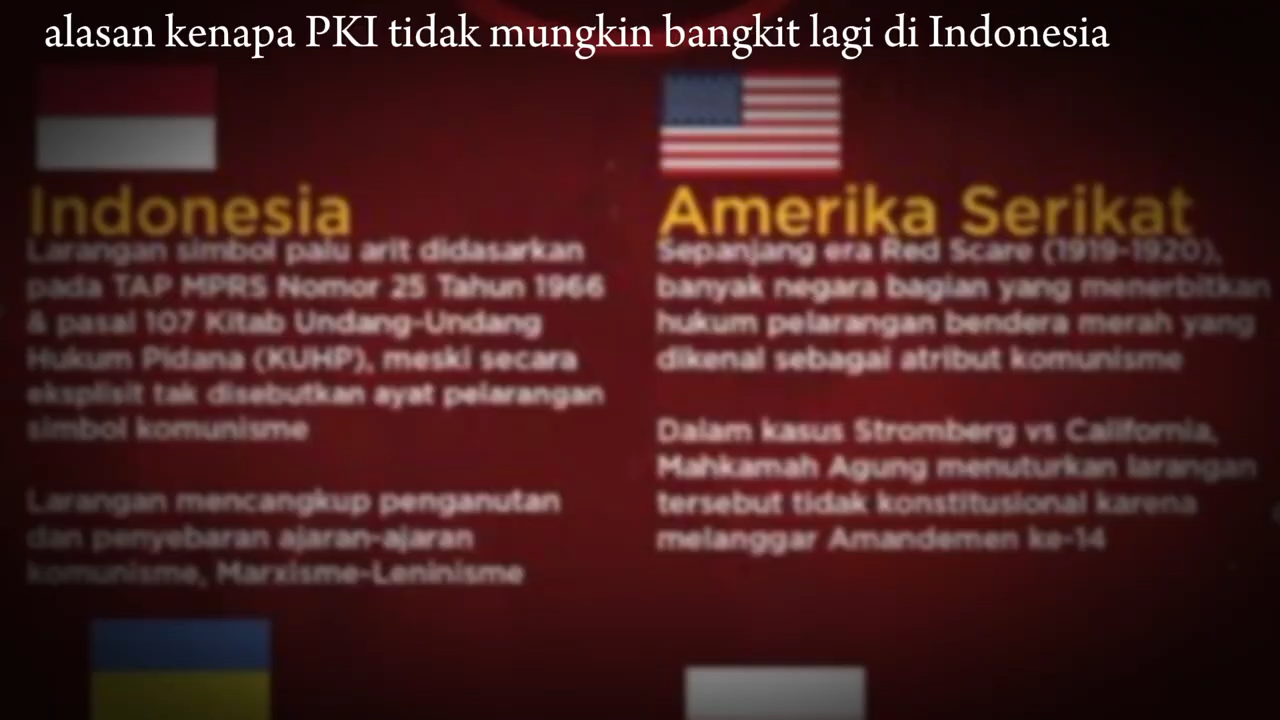 alasan kenapa PKI tidak mungkin bangkit lagi di Indonesia
Indonesia
Larangan simbol palu arit didasarkan
pada TAP MPRS Nomor 25 Tahun 1966
& pasal 107 Kitab Undang-Undang
Hukum Pidana (KUHP), meski secara
eksplisit tak disebutkan ayat pelarangan
simbol komunisme
Larangan mencangkup penganutan
dan penyebaran ajaran-ajaran
komunisme, Marxisme-Leninisme
Amerika Serikat
Sepanjang era Red Scare (1919-1920),
banyak negara bagian yang menerbitkan
hukum pelarangan bendera merah yang
dikenal sebagai atribut komunisme
Dalam kasus Stromberg vs California,
Mahkamah Agung menuturkan larangan
tersebut tidak konstitusional karena
melanggar Amandemen ke-14